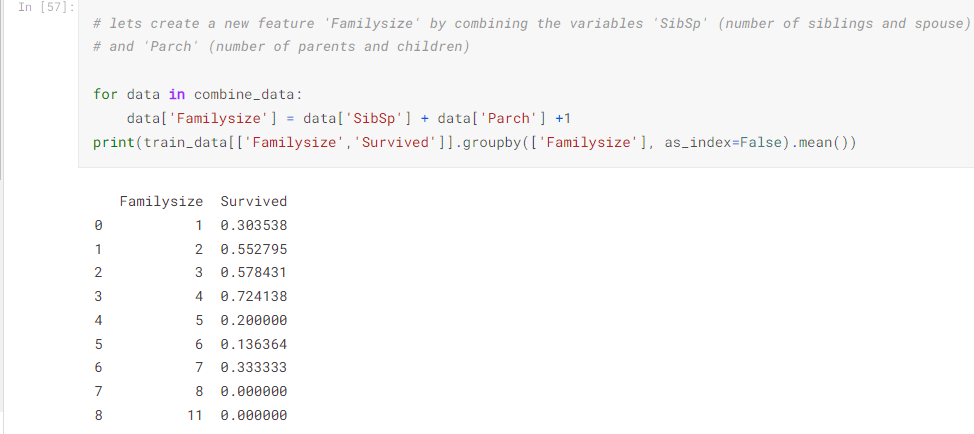 In [57]:
# lets create a new feature 'Familysize' by combining the variables 'SibSp' (number of siblings and spouse)
# and 'Parch' (number of parents and children)
for data in combine_data:
    data['Familysize'] = data['SibSp'] + data['Parch'] +1
print(train_data[['Familysize','Survived']].groupby(['Familysize'], as_index=False).mean())
   Familysize  Survived
0           1  0.303538
1           2  0.552795
2           3  0.578431
3           4  0.724138
4           5  0.200000
5           6  0.136364
6           7  0.333333
7           8  0.000000
8          11  0.000000